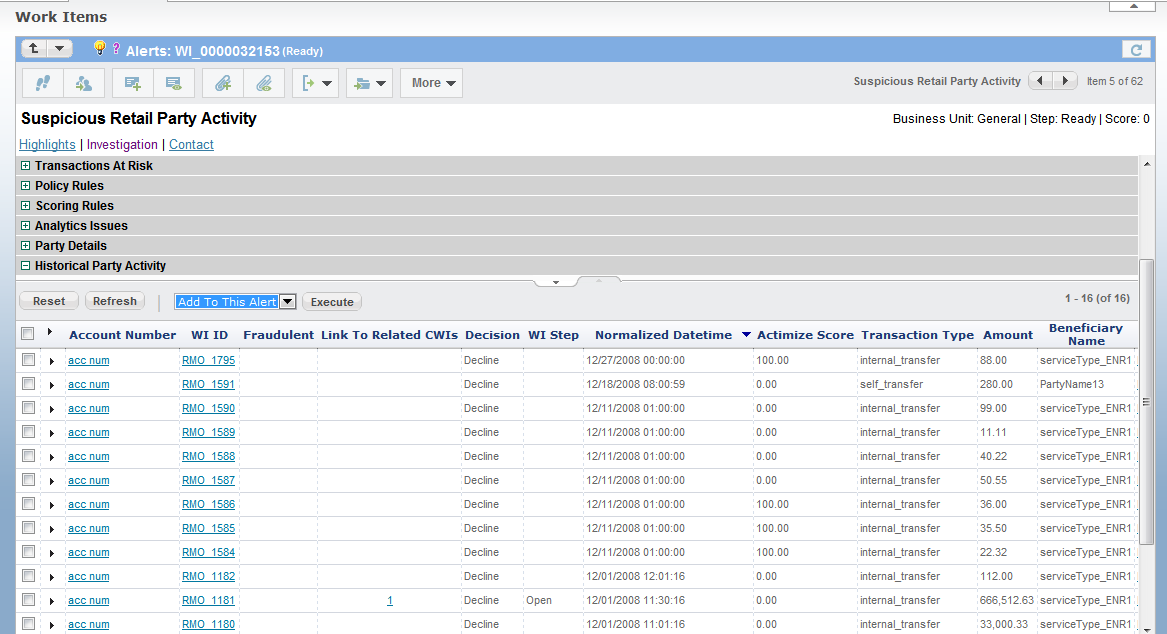 Work Items
? Alerts: WI_0000032153 (Ready)
More Suspicious Retail Party Activity Item 5 of 62
Suspicious Retail Party Activity Business Unit: General | Step: Ready | Score: 0
Highlights | Investigation | Contact
Transactions At Risk
Policy Rules
Scoring Rules
Analytics Issues
Party Details
Historical Party Activity
Reset Refresh | Add To This Alert Execute 1 - 16 (of 16)
Account Number WI ID Fraudulent Link To Related CWIs Decision WI Step Normalized Datetime Actimize Score Transaction Type Amount Beneficiary Name
acc num RMO_1795 Decline 12/27/2008 00:00:00 100.00 internal_transfer 88.00 serviceType_ENR1
acc num RMO_1591 Decline 12/18/2008 08:00:59 0.00 self_transfer 280.00 PartyName13
acc num RMO_1590 Decline 12/11/2008 01:00:00 0.00 internal_transfer 99.00 serviceType_ENR1
acc num RMO_1589 Decline 12/11/2008 01:00:00 0.00 internal_transfer 11.11 serviceType_ENR1
acc num RMO_1588 Decline 12/11/2008 01:00:00 0.00 internal_transfer 40.22 serviceType_ENR1
acc num RMO_1587 Decline 12/11/2008 01:00:00 0.00 internal_transfer 50.55 serviceType_ENR1
acc num RMO_1586 Decline 12/11/2008 01:00:00 100.00 internal_transfer 36.00 serviceType_ENR1
acc num RMO_1585 Decline 12/11/2008 01:00:00 100.00 internal_transfer 35.50 serviceType_ENR1
acc num RMO_1584 Decline 12/11/2008 01:00:00 100.00 internal_transfer 22.32 serviceType_ENR1
acc num RMO_1182 Decline 12/01/2008 12:01:16 0.00 internal_transfer 112.00 serviceType_ENR1
acc num RMO_1181 1 Decline Open 12/01/2008 11:30:16 0.00 internal_transfer 666,512.63 serviceType_ENR1
acc num RMO_1180 Decline 12/01/2008 11:01:16 0.00 internal_transfer 33,000.33 serviceType_ENR1